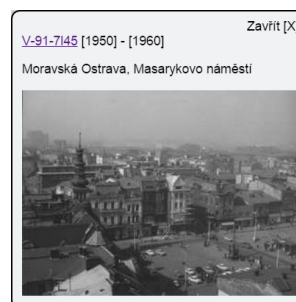 Zavřít [X]
V-91-7I45 [1950] - [1960]
Moravská Ostrava, Masarykovo náměstí